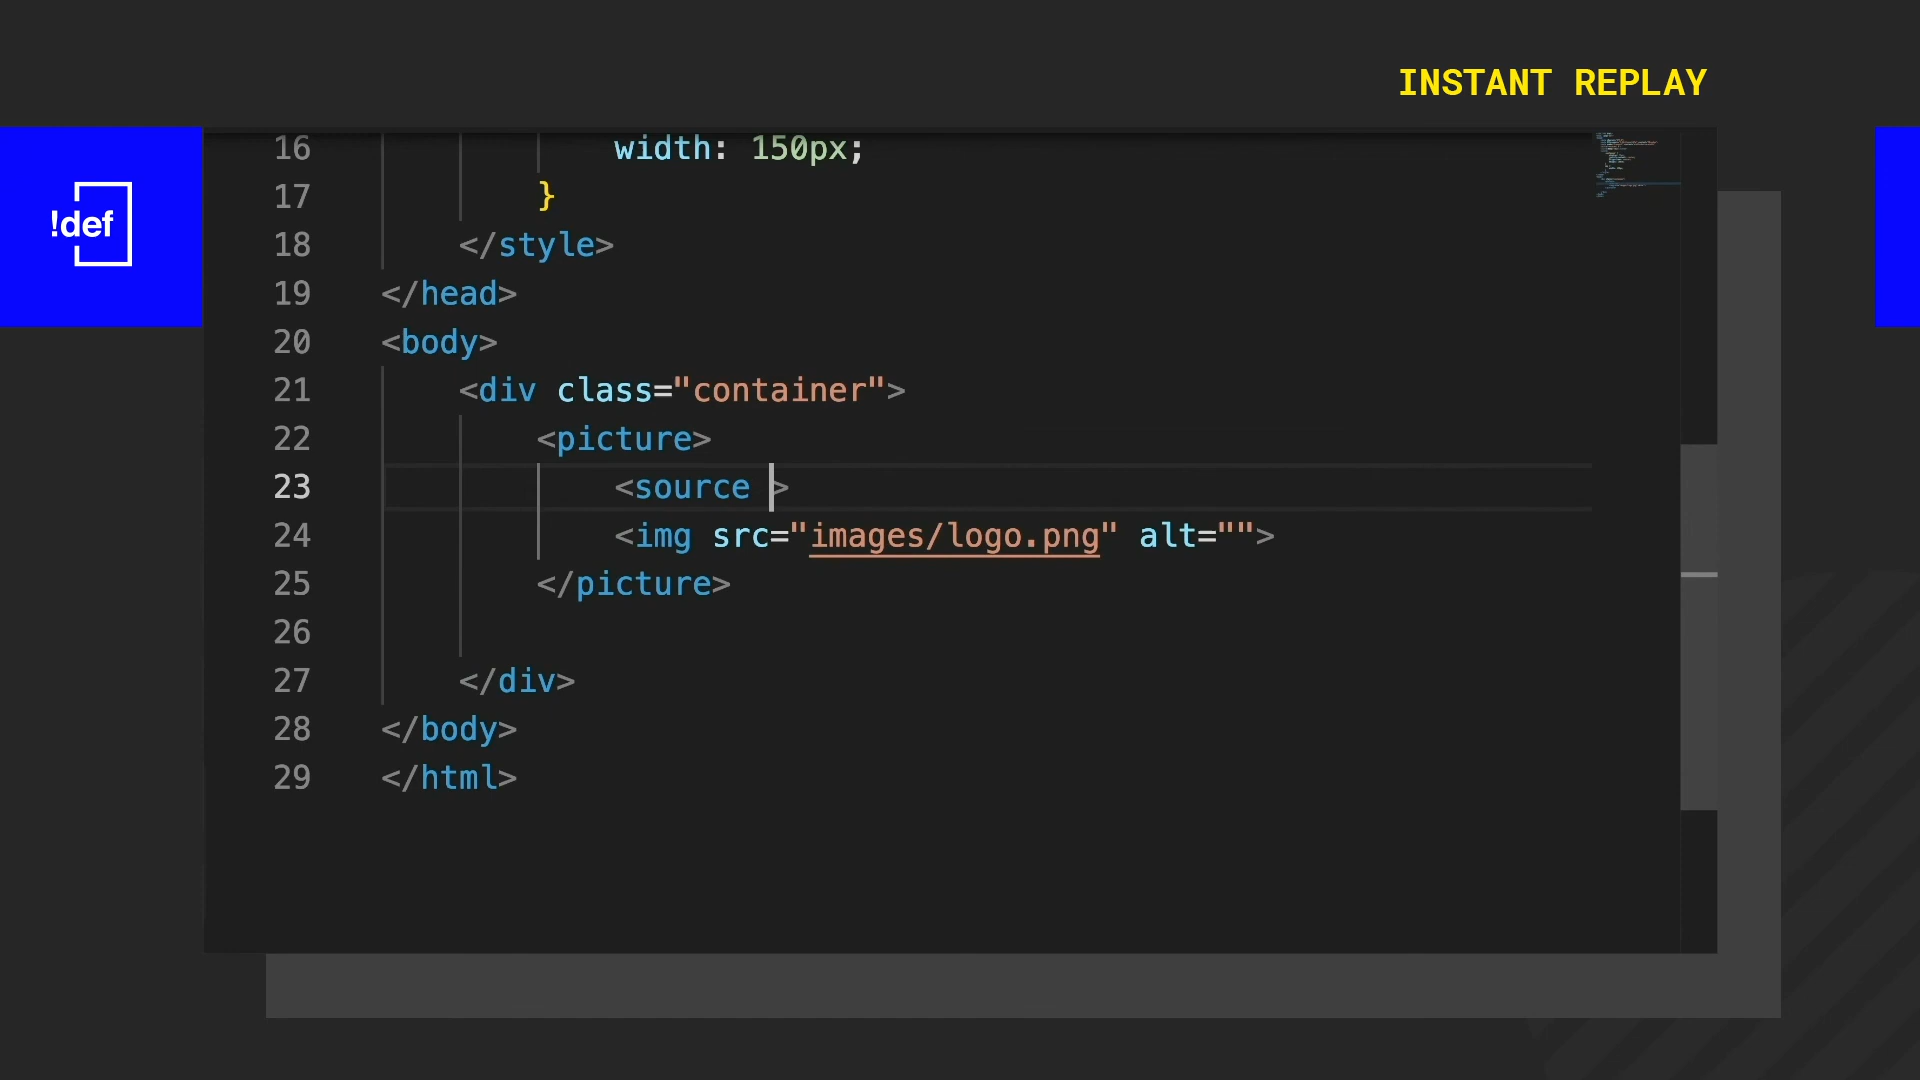 INSTANT REPLAY
!def
16 width: 150px;
17 }
18 </style>
19 </head>
20 <body>
21 <div class="container">
22 <picture>
23 <source >
24 <img src="images/logo.png" alt="">
25 </picture>
26
27 </div>
28 </body>
29 </html>